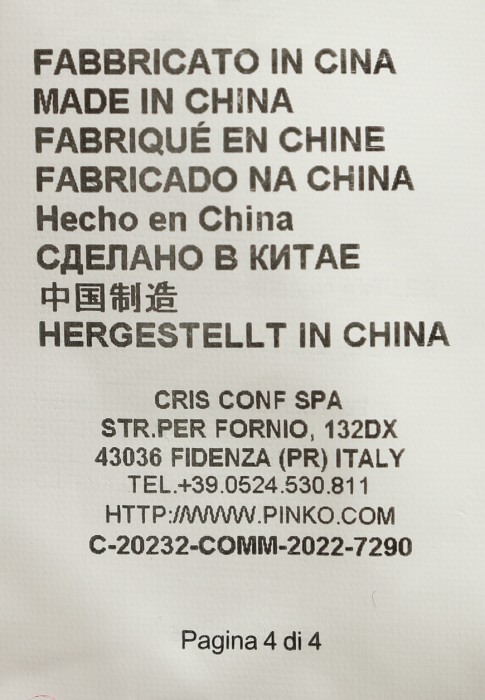 FABBRICATO IN CINA
MADE IN CHINA
FABRIQUÉ EN CHINE
FABRICADO NA CHINA
Hecho en China
СДЕЛАНО В КИТАЕ
中国制造
HERGESTELLT IN CHINA
CRIS CONF SPA
STR.PER FORNIO, 132DX
43036 FIDENZA (PR) ITALY
TEL.+39.0524.530.811
HTTP://WWW.PINKO.COM
C-20232-COMM-2022-7290
Pagina 4 di 4